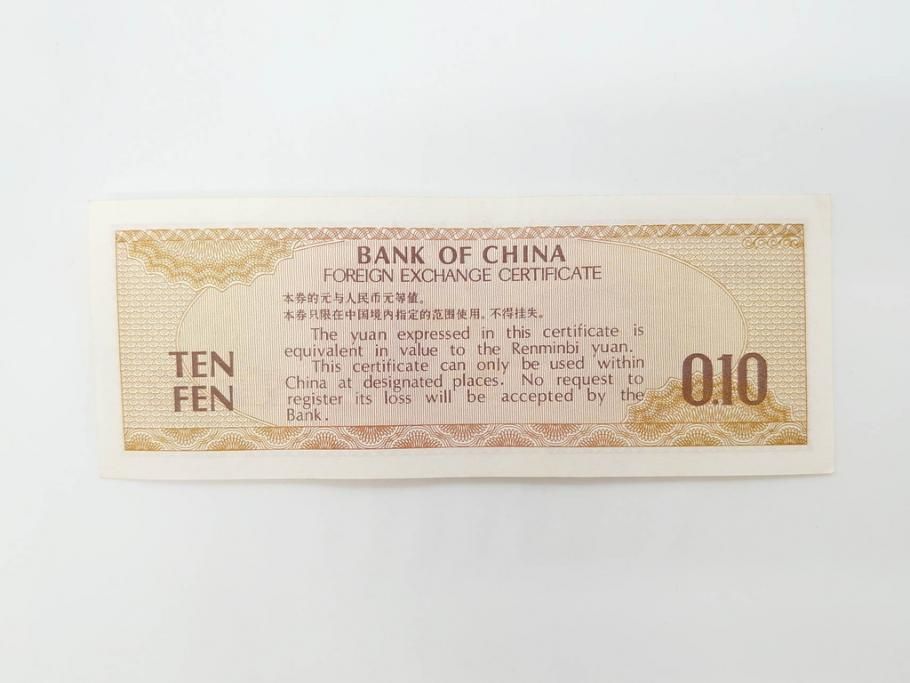 BANK OF CHINA
FOREIGN EXCHANGE CERTIFICATE
本券的元与人民币元等值。
本券只限在中国境内指定的范围使用，不得挂失。
The yuan expressed in this certificate is
equivalent in value to the Renminbi yuan.
This certificate can only be used within
China at designated places. No request to
register its loss will be accepted by the
Bank.
TEN
FEN
0.10